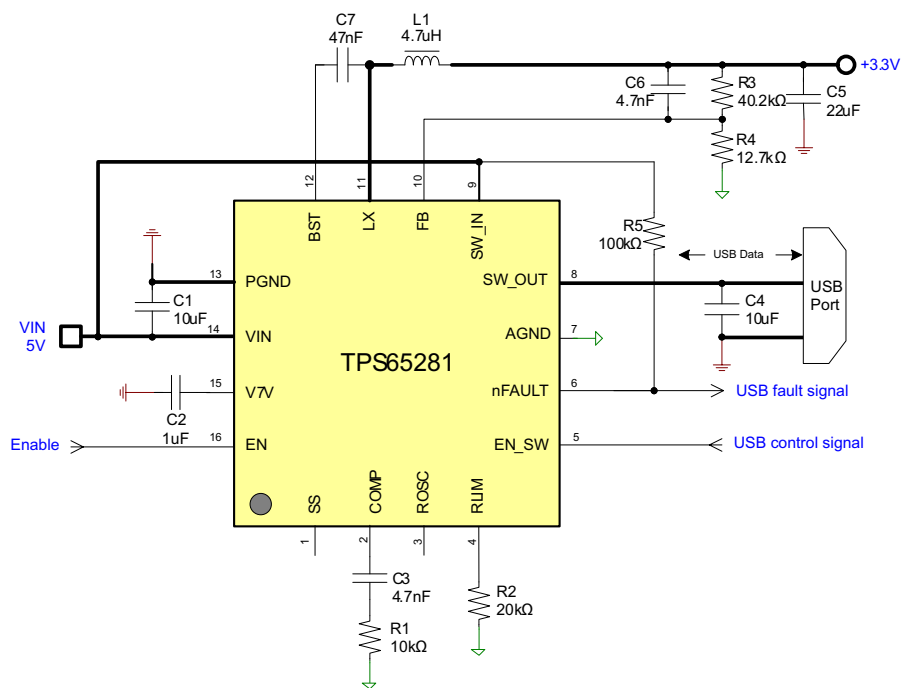 C7
47nF
L1
4.7uH
+3.3V
C6
4.7nF
R3
40.2kΩ
C5
22uF
R4
12.7kΩ
12
11
10
9
BST
LX
FB
SW_IN
R5
100kΩ
USB Data
13
PGND
SW_OUT
8
USB
Port
C1
10uF
C4
10uF
VIN
5V
14
VIN
AGND
7
TPS65281
15
V7V
nFAULT
6
USB fault signal
C2
1uF
Enable
16
EN
EN_SW
5
USB control signal
SS
COMP
ROSC
RLIM
1
2
3
4
C3
4.7nF
R2
20kΩ
R1
10kΩ